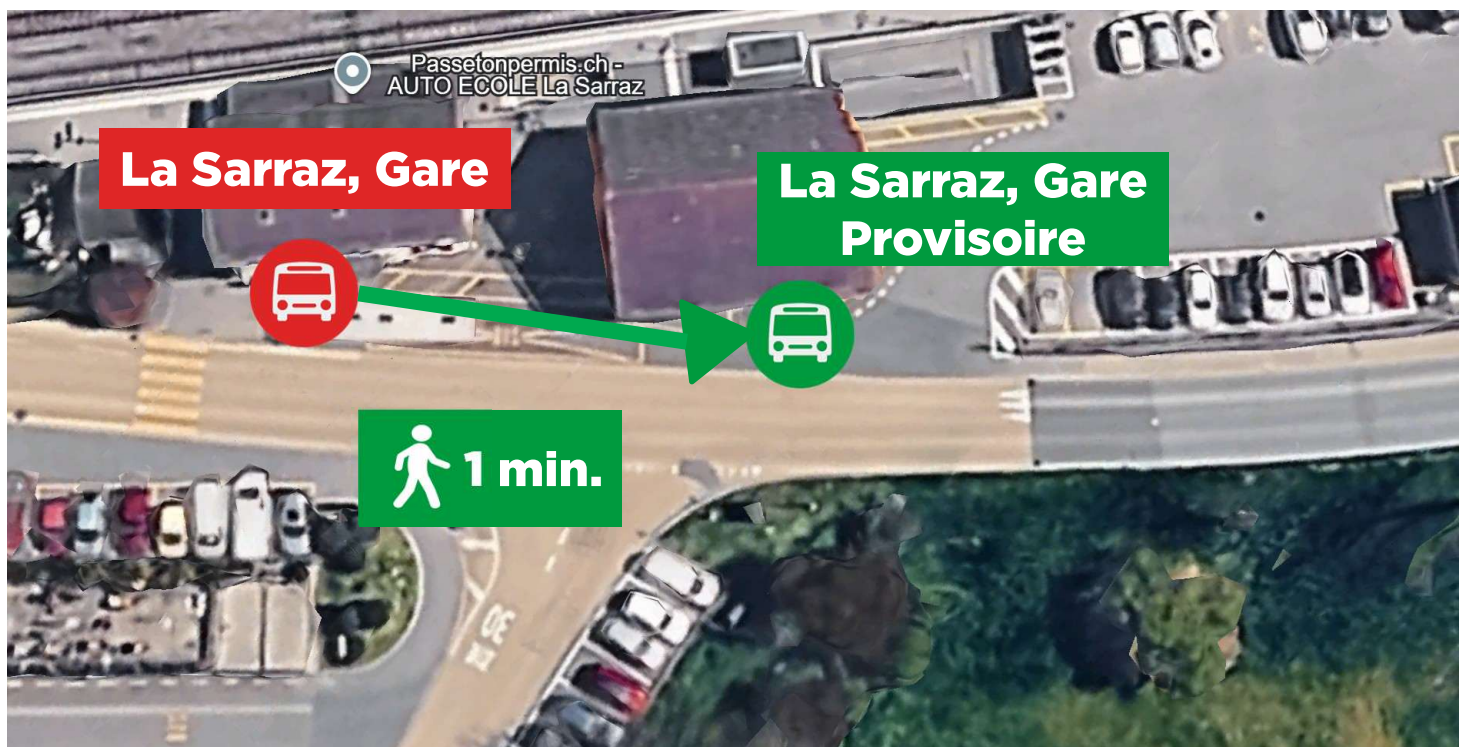 Passetonpermis.ch -
AUTO ECOLE La Sarraz
La Sarraz, Gare
La Sarraz, Gare
Provisoire
1 min.
30